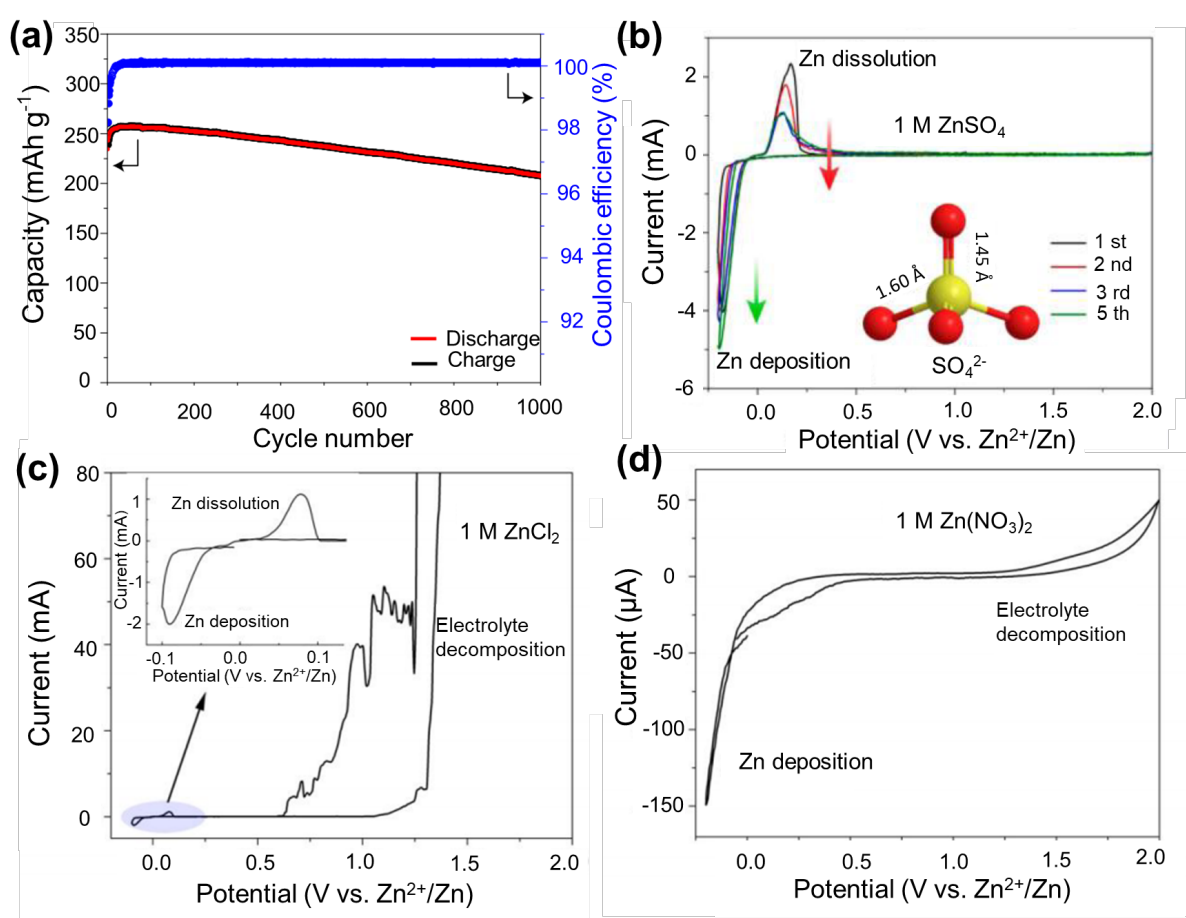 (a)
350
300
250
200
150
100
50
0
Capacity (mAh g⁻¹)
100
98
96
94
92
Coulombic efficiency (%)
Discharge
Charge
0 200 400 600 800 1000
Cycle number
(b)
2
0
-2
-4
-6
Current (mA)
Zn dissolution
1 M ZnSO₄
1.45 Å
1.60 Å
SO₄²⁻
1 st
2 nd
3 rd
5 th
Zn deposition
0.0 0.5 1.0 1.5 2.0
Potential (V vs. Zn²⁺/Zn)
(c)
80
60
40
20
0
Current (mA)
1
0
-1
-2
Current (mA)
Zn dissolution
Zn deposition
-0.1 0.0 0.1
Potential (V vs. Zn²⁺/Zn)
1 M ZnCl₂
Electrolyte
decomposition
0.0 0.5 1.0 1.5 2.0
Potential (V vs. Zn²⁺/Zn)
(d)
50
0
-50
-100
-150
Current (μA)
1 M Zn(NO₃)₂
Electrolyte
decomposition
Zn deposition
0.0 0.5 1.0 1.5 2.0
Potential (V vs. Zn²⁺/Zn)